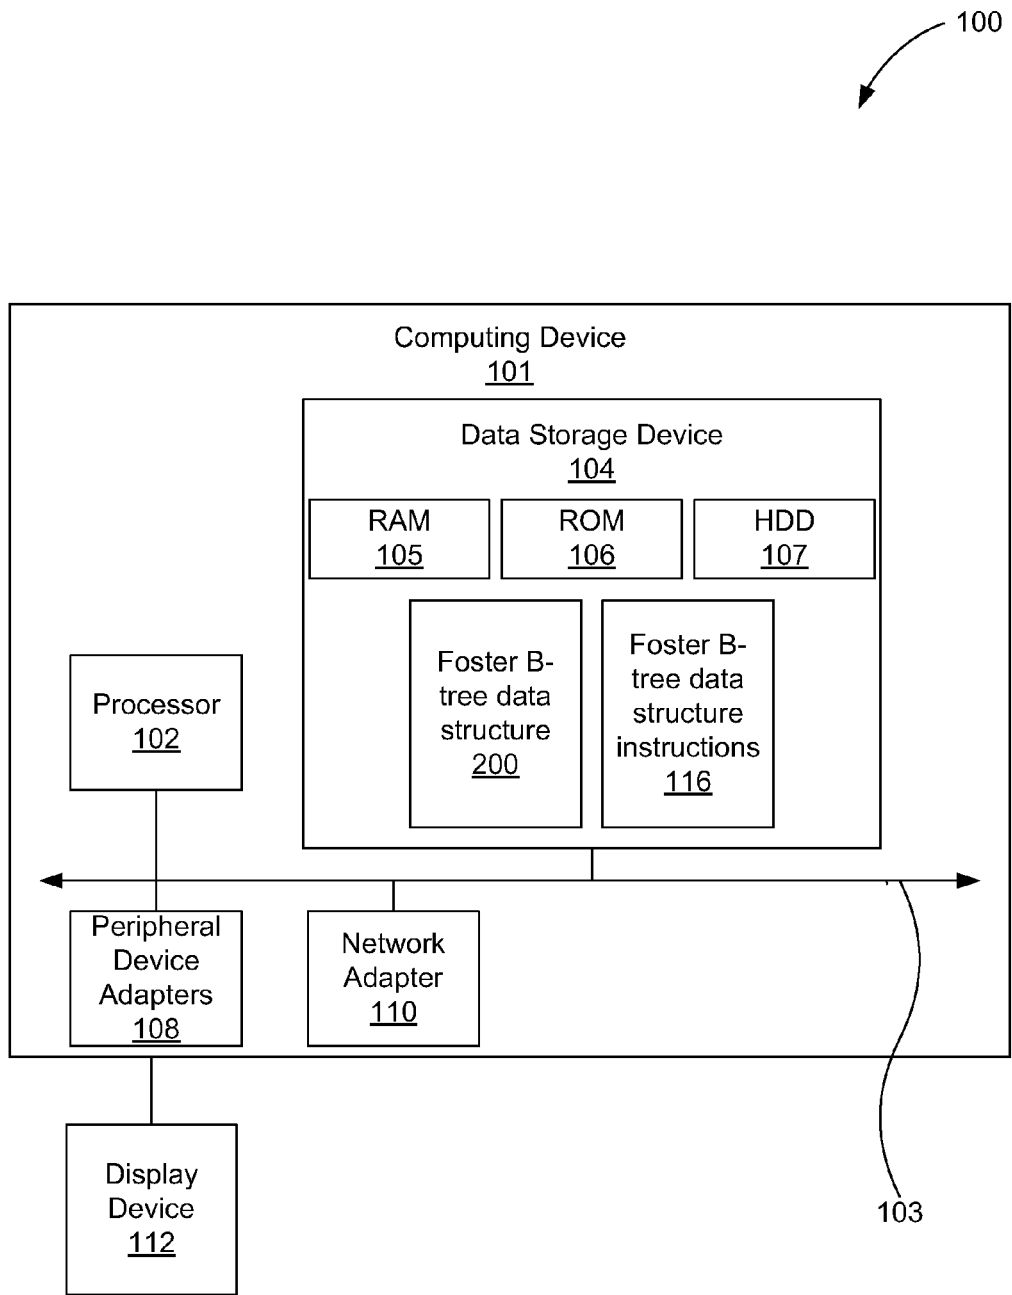 100
Computing Device
101
Data Storage Device
104
RAM
105
ROM
106
HDD
107
Foster B-
tree data
structure
200
Foster B-
tree data
structure
instructions
116
Processor
102
Peripheral
Device
Adapters
108
Network
Adapter
110
Display
Device
112
103